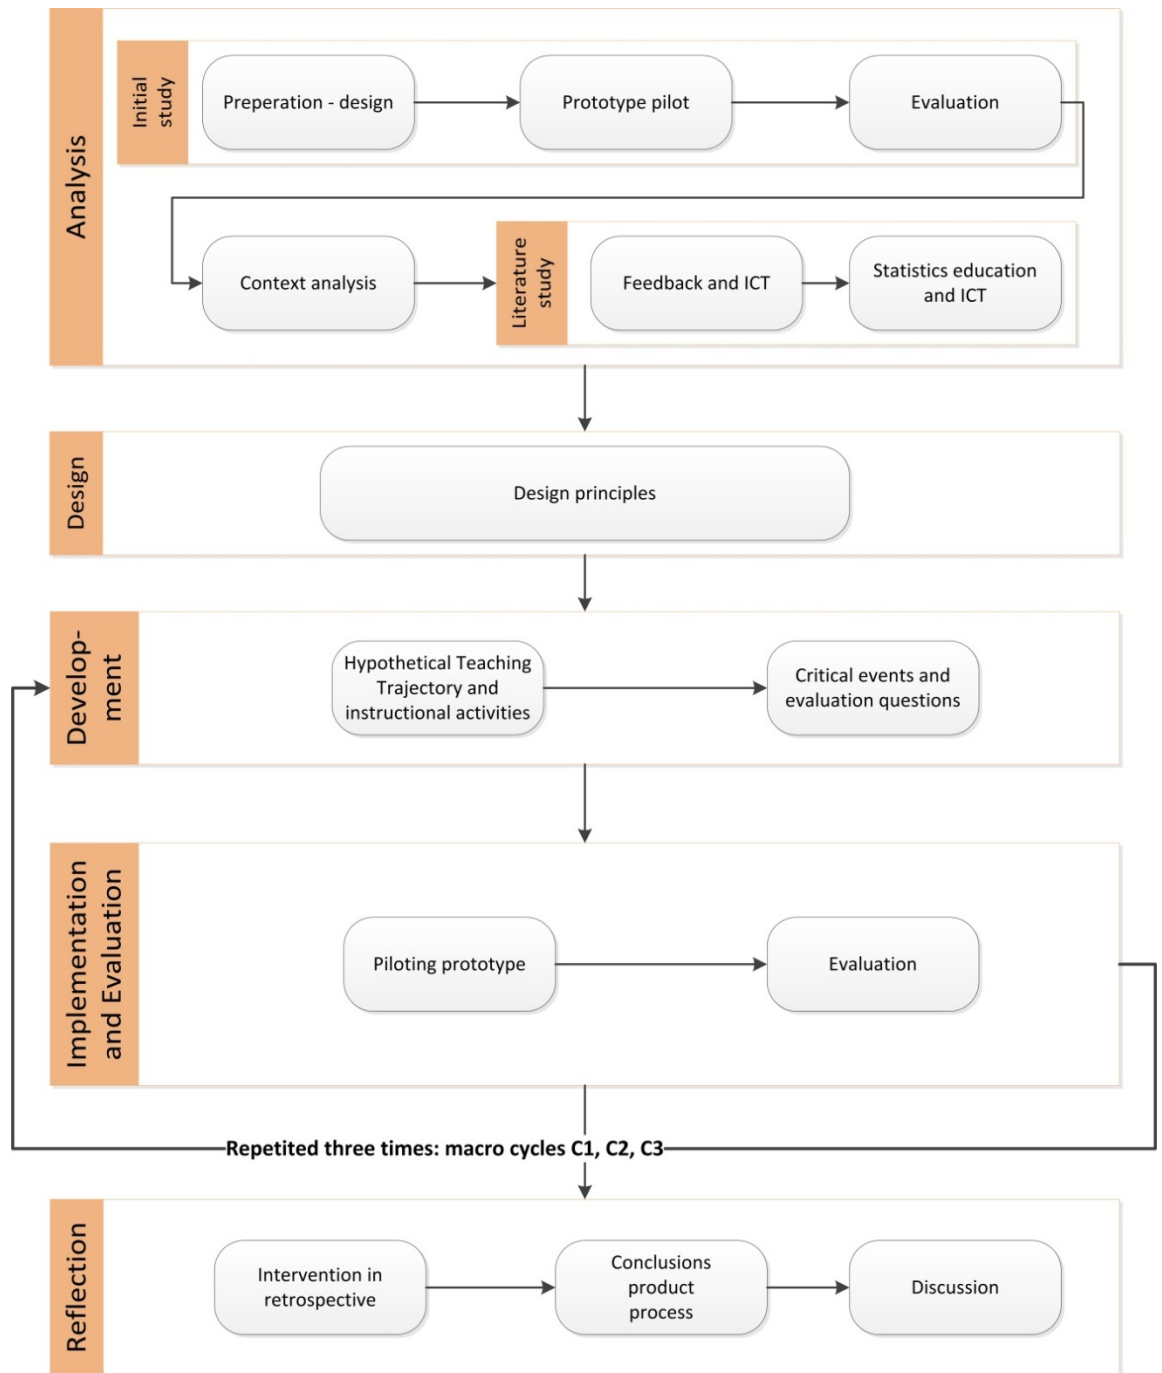 Analysis
Initial
study
Preperation - design
Prototype pilot
Evaluation
Context analysis
Literature
study
Feedback and ICT
Statistics education
and ICT
Design
Design principles
Develop-
ment
Hypothetical Teaching
Trajectory and
instructional activities
Critical events and
evaluation questions
Implementation
and Evaluation
Piloting prototype
Evaluation
Repetited three times: macro cycles C1, C2, C3
Reflection
Intervention in
retrospective
Conclusions
product
process
Discussion